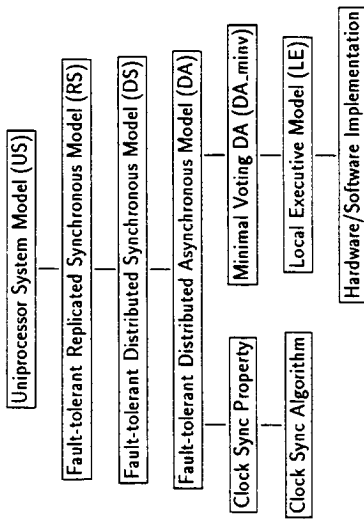 Uniprocessor System Model (US)
Fault-tolerant Replicated Synchronous Model (RS)
Fault-tolerant Distributed Synchronous Model (DS)
Fault-tolerant Distributed Asynchronous Model (DA)
Clock Sync Property
Minimal Voting DA (DA_minv)
Clock Sync Algorithm
Local Executive Model (LE)
Hardware/Software Implementation